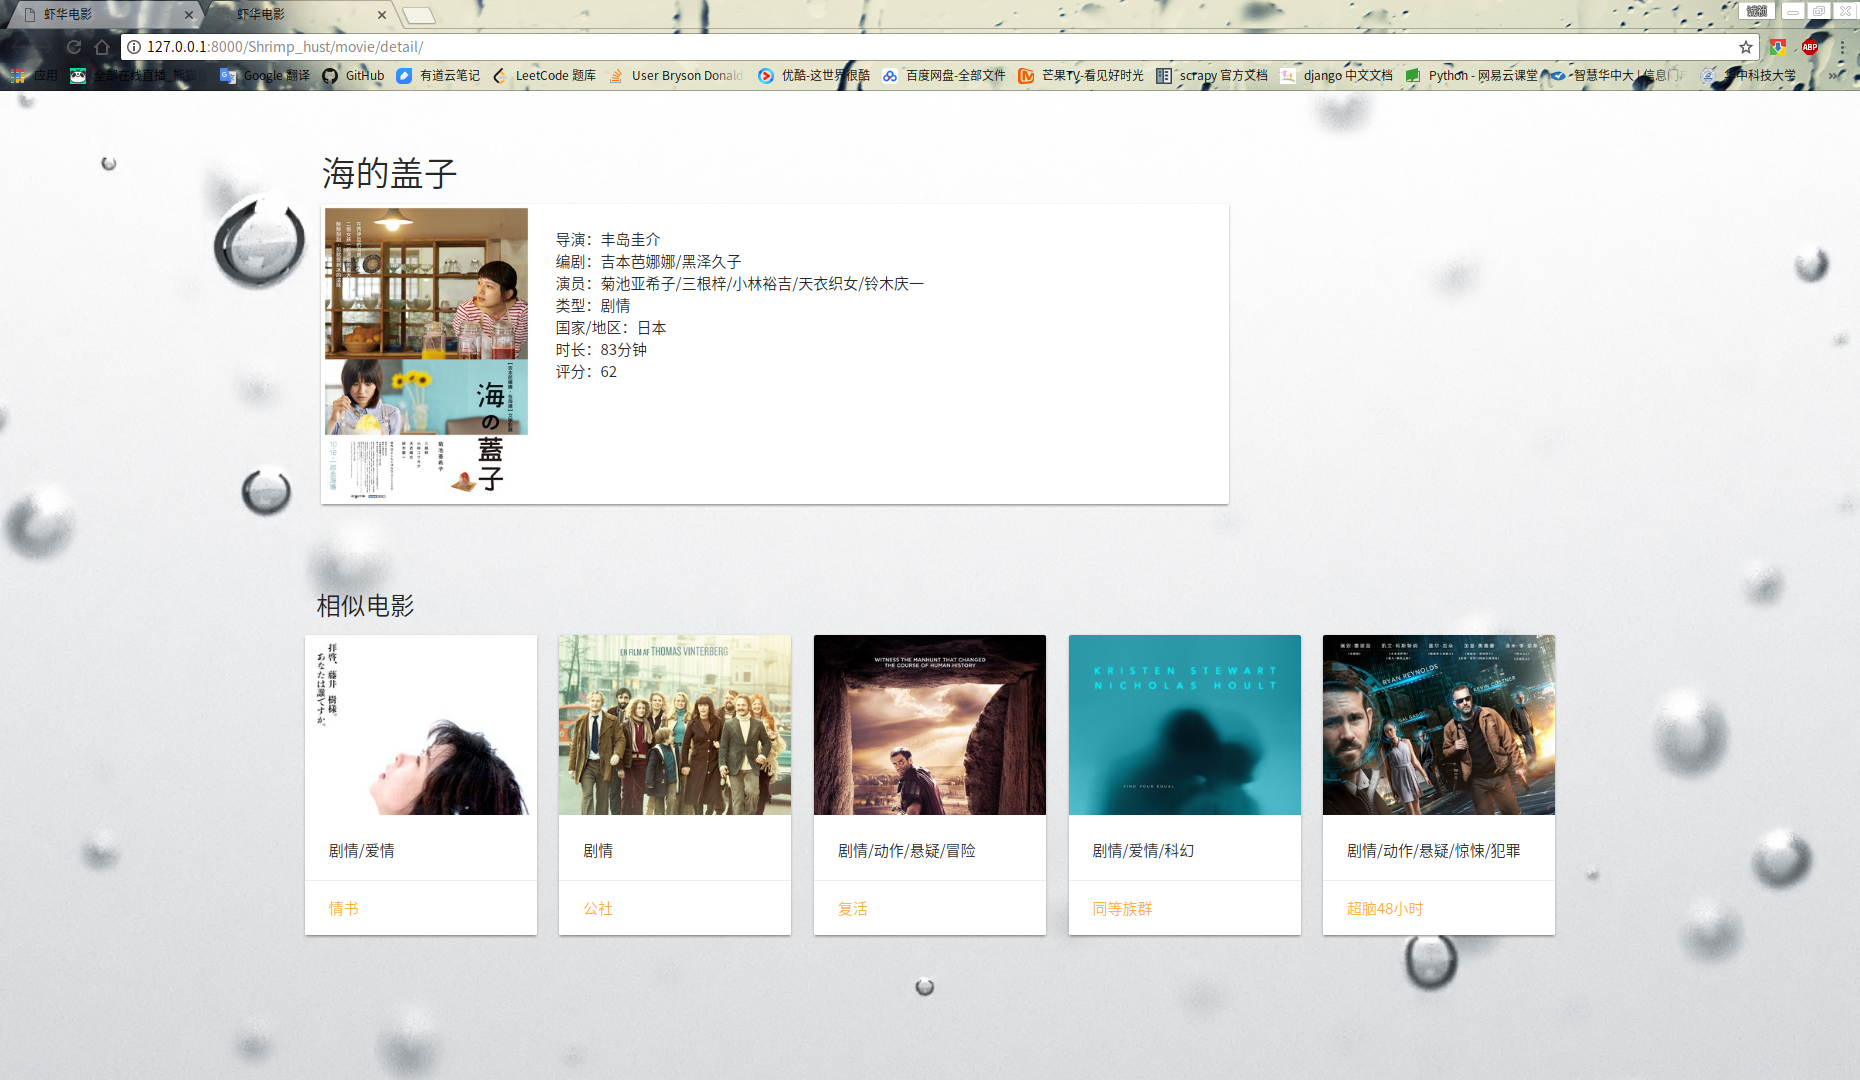 虾华电影
虾华电影
诚颀
127.0.0.1:8000/Shrimp_hust/movie/detail/
ABP
应用
Google 翻译
GitHub
有道云笔记
LeetCode 题库
User Bryson Donald
优酷-这世界很酷
百度网盘-全部文件
芒果TV-看见好时光
scrapy 官方文档
django 中文文档
Python - 网易云课堂
智慧华中大 | 信息门户
华中科技大学
海的盖子
导演：丰岛圭介
编剧：吉本芭娜娜/黑泽久子
演员：菊池亚希子/三根梓/小林裕吉/天衣织女/铃木庆一
类型：剧情
国家/地区：日本
时长：83分钟
评分：62
海の蓋子
相似电影
拝啓、藤井樹様。
あなたは誰ですか。
EN FILM AF THOMAS VINTERBERG
WITNESS THE MANHUNT THAT CHANGED
THE COURSE OF HUMAN HISTORY
KRISTEN STEWART
NICHOLAS HOULT
FIND YOUR EQUAL
RYAN REYNOLDS
KEVIN COSTNER
GAL GADOT
剧情/爱情
剧情
剧情/动作/悬疑/冒险
剧情/爱情/科幻
剧情/动作/悬疑/惊悚/犯罪
情书
公社
复活
同等族群
超脑48小时